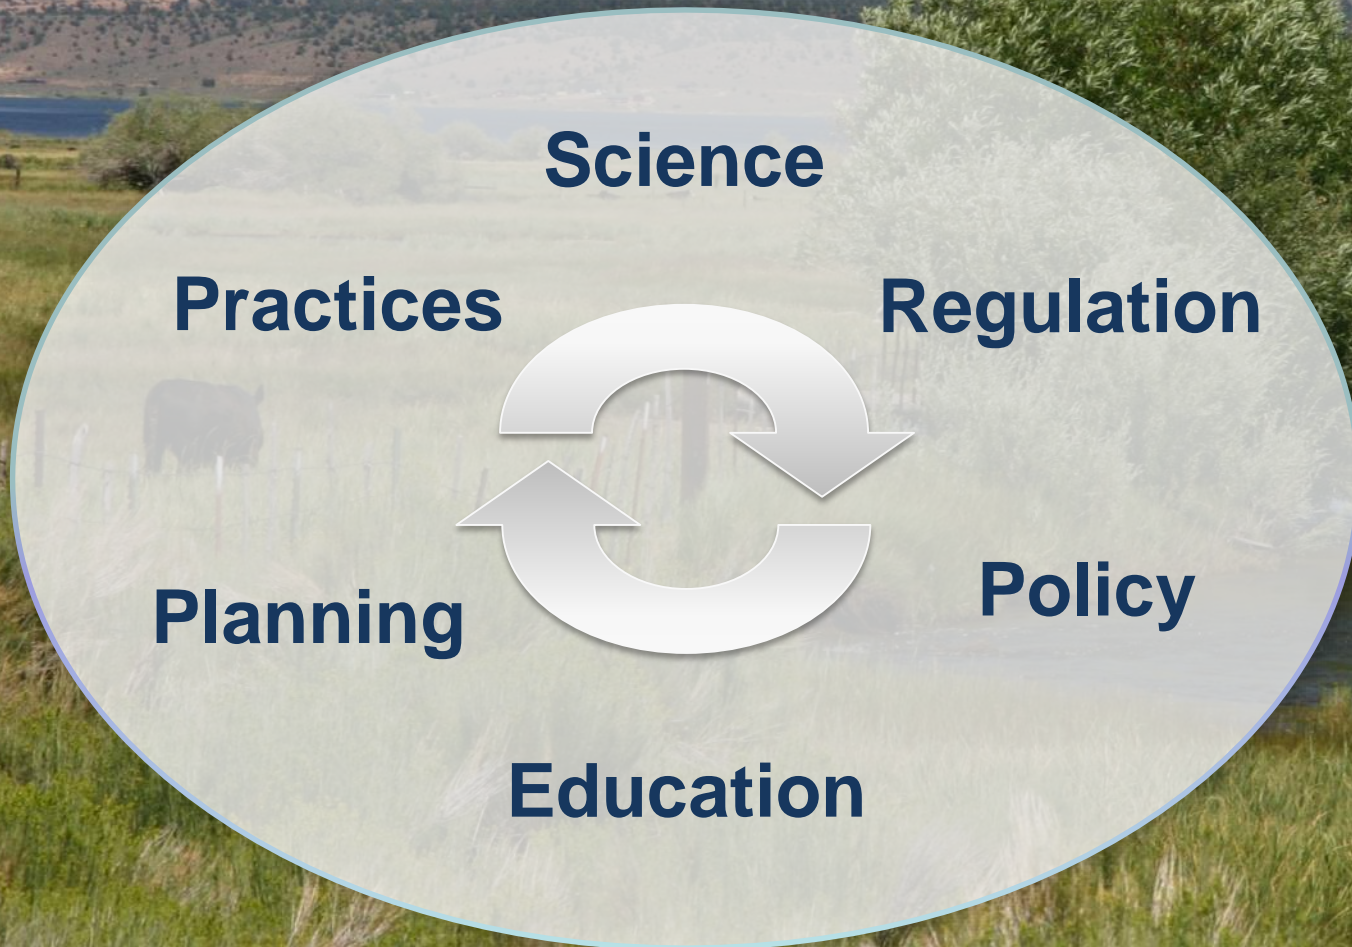 Science
Practices
Regulation
Policy
Planning
Education